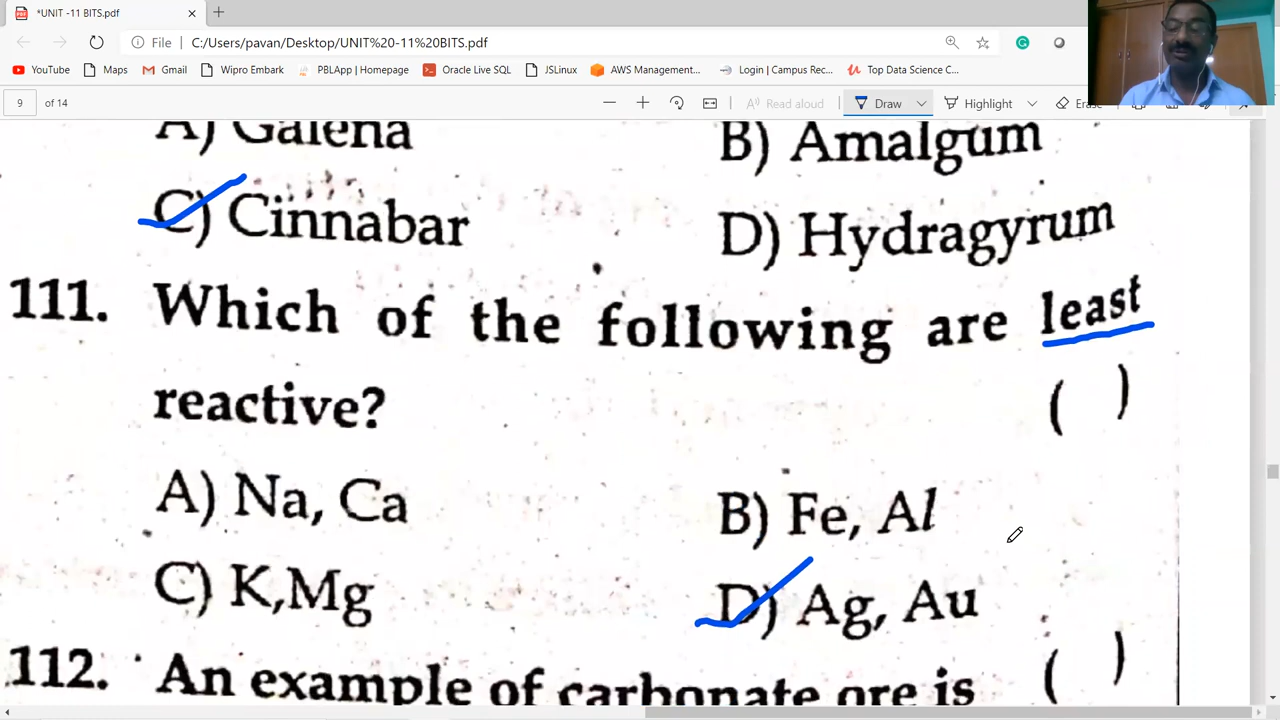 *UNIT -11 BITS.pdf
File | C:/Users/pavan/Desktop/UNIT%20-11%20BITS.pdf
YouTube Maps Gmail Wipro Embark PBLApp | Homepage Oracle Live SQL JSLinux AWS Management... Login | Campus Rec... Top Data Science C...
9 of 14 Read aloud Draw Highlight Erase
A) Galena B) Amalgum
C) Cinnabar D) Hydragyrum
111. Which of the following are least
reactive? ( )
A) Na, Ca B) Fe, Al
C) K,Mg D) Ag, Au
112. An example of carbonate ore is ( )